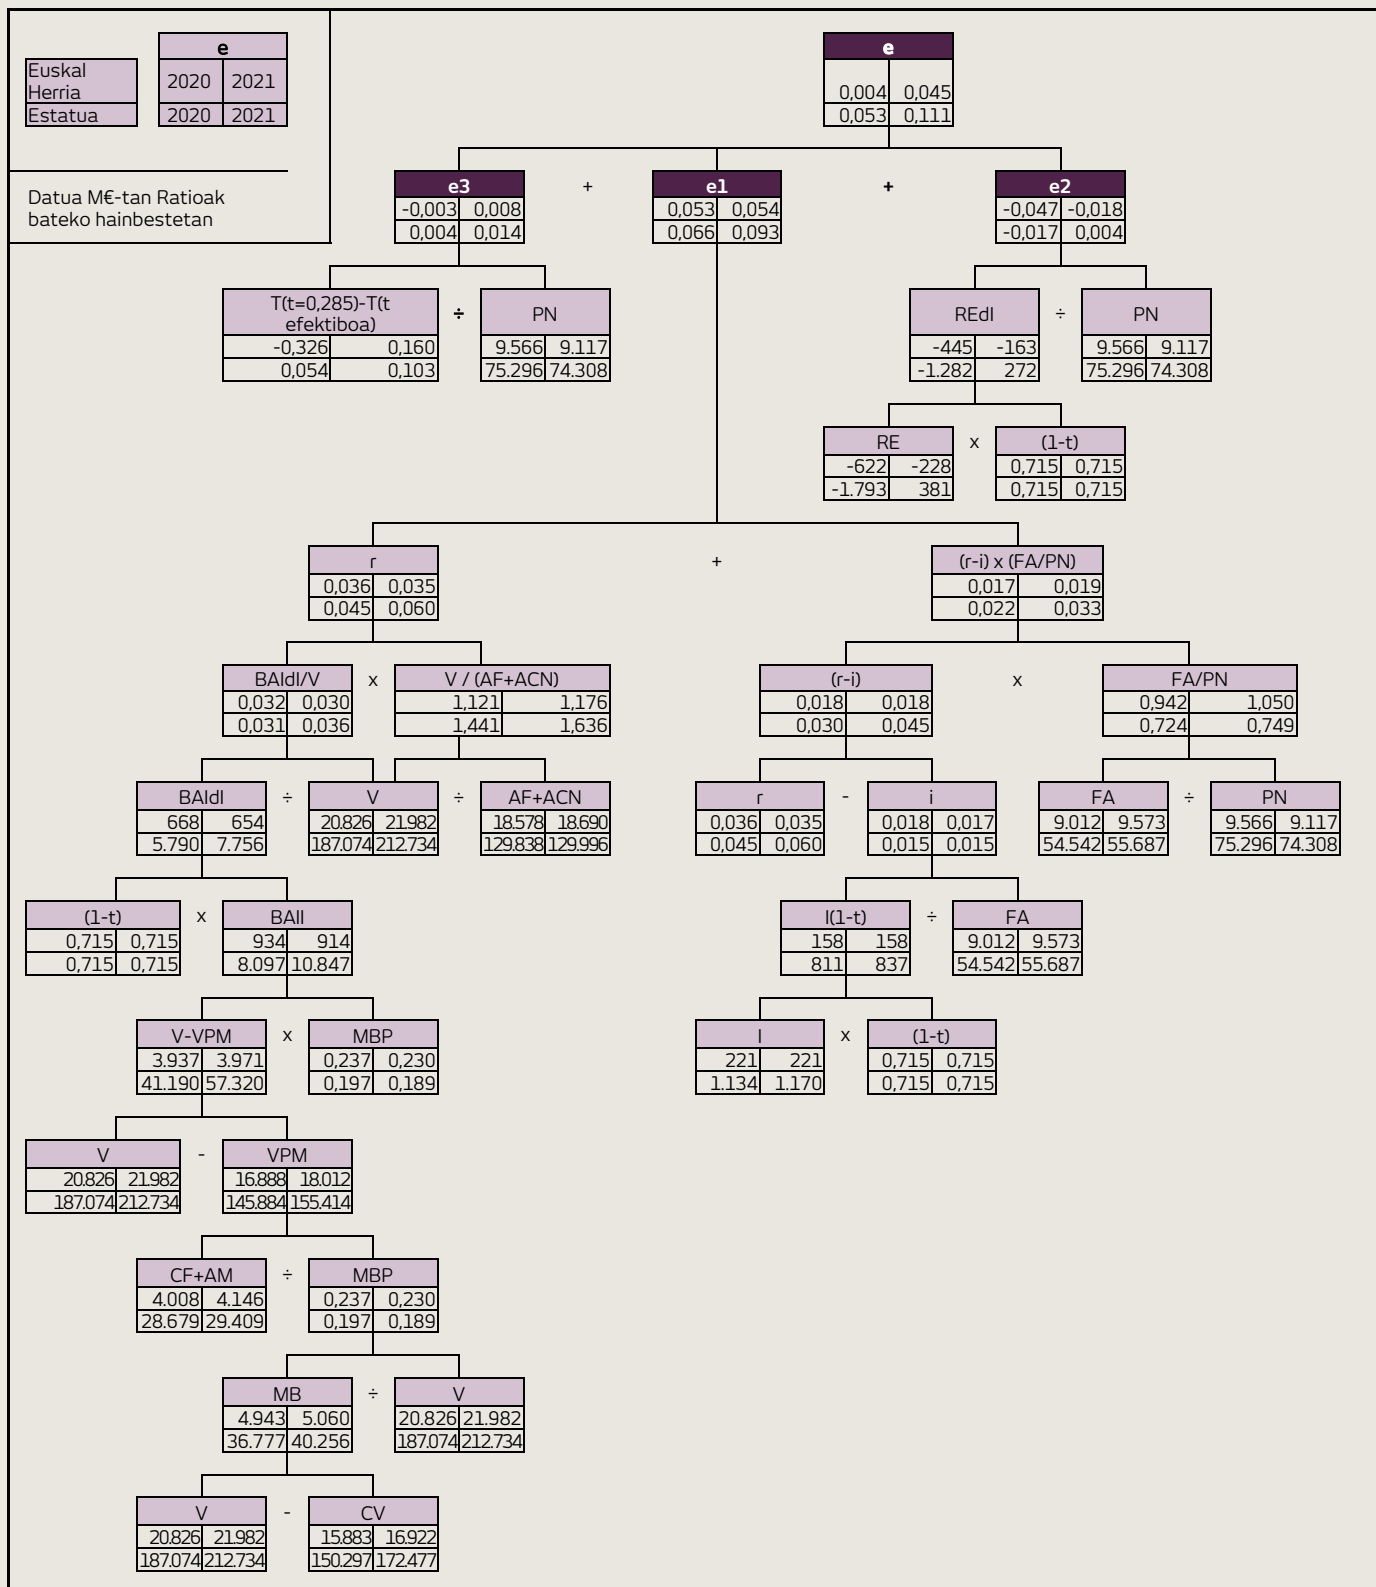 e
Euskal
Herria
2020 2021
Estatua
2020 2021
Datua M€-tan Ratioak
bateko hainbestetan
e
0,004 0,045
0,053 0,111
e3 + e1 + e2
-0,003 0,008 0,053 0,054 -0,047 -0,018
0,004 0,014 0,066 0,093 -0,017 0,004
T(t=0,285)-T(t
efektiboa)
÷ PN REdI ÷ PN
-0,326 0,160 9.566 9.117 -445 -163 9.566 9.117
0,054 0,103 75.296 74.308 -1.282 272 75.296 74.308
RE x (1-t)
-622 -228 0,715 0,715
-1.793 381 0,715 0,715
r + (r-i) x (FA/PN)
0,036 0,035 0,017 0,019
0,045 0,060 0,022 0,033
BAIdI/V x V / (AF+ACN) (r-i) x FA/PN
0,032 0,030 1,121 1,176 0,018 0,018 0,942 1,050
0,031 0,036 1,441 1,636 0,030 0,045 0,724 0,749
BAIdI ÷ V ÷ AF+ACN r - i FA ÷ PN
668 654 20.826 21.982 18.578 18.690 0,036 0,035 0,018 0,017 9.012 9.573 9.566 9.117
5.790 7.756 187.074 212.734 129.838 129.996 0,045 0,060 0,015 0,015 54.542 55.687 75.296 74.308
(1-t) x BAII I(1-t) ÷ FA
0,715 0,715 934 914 158 158 9.012 9.573
0,715 0,715 8.097 10.847 811 837 54.542 55.687
V-VPM x MBP I x (1-t)
3.937 3.971 0,237 0,230 221 221 0,715 0,715
41.190 57.320 0,197 0,189 1.134 1.170 0,715 0,715
V - VPM
20.826 21.982 16.888 18.012
187.074 212.734 145.884 155.414
CF+AM ÷ MBP
4.008 4.146 0,237 0,230
28.679 29.409 0,197 0,189
MB ÷ V
4.943 5.060 20.826 21.982
36.777 40.256 187.074 212.734
V - CV
20.826 21.982 15.883 16.922
187.074 212.734 150.297 172.477